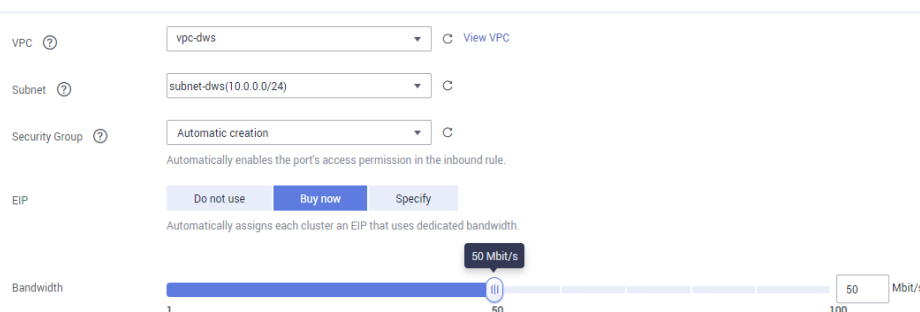 VPC ? vpc-dws View VPC
Subnet ? subnet-dws(10.0.0.0/24)
Security Group ? Automatic creation
Automatically enables the port's access permission in the inbound rule.
EIP Do not use Buy now Specify
Automatically assigns each cluster an EIP that uses dedicated bandwidth.
50 Mbit/s
Bandwidth 50 Mbit/s
1 50 100